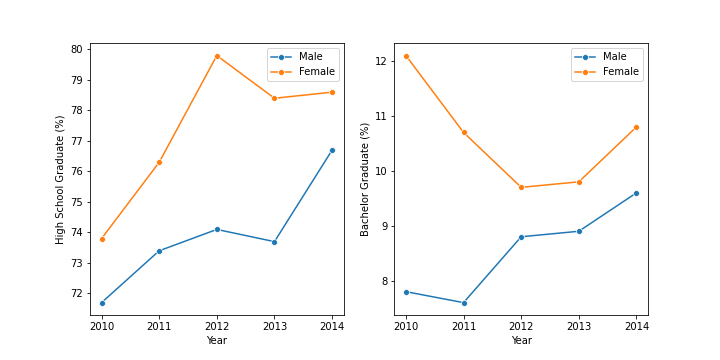 80
79
78
77
76
75
74
73
72
High School Graduate (%)
2010 2011 2012 2013 2014
Year
Male
Female
12
11
10
9
8
Bachelor Graduate (%)
2010 2011 2012 2013 2014
Year
Male
Female